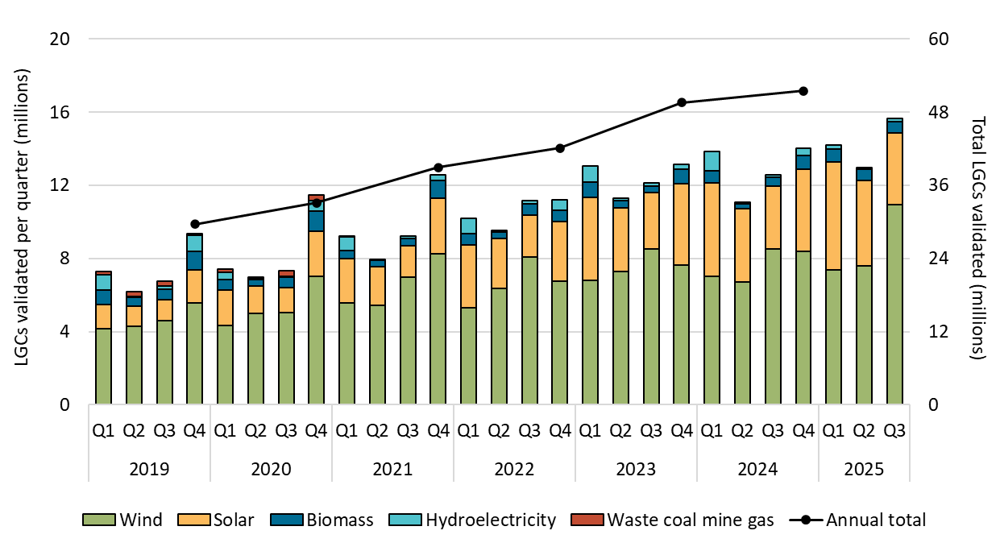 20
16
12
8
4
0
LGCs validated per quarter (millions)
60
48
36
24
12
0
Total LGCs validated (millions)
Q1 Q2 Q3 Q4 Q1 Q2 Q3 Q4 Q1 Q2 Q3 Q4 Q1 Q2 Q3 Q4 Q1 Q2 Q3 Q4 Q1 Q2 Q3 Q4 Q1 Q2 Q3
2019 2020 2021 2022 2023 2024 2025
Wind Solar Biomass Hydroelectricity Waste coal mine gas Annual total